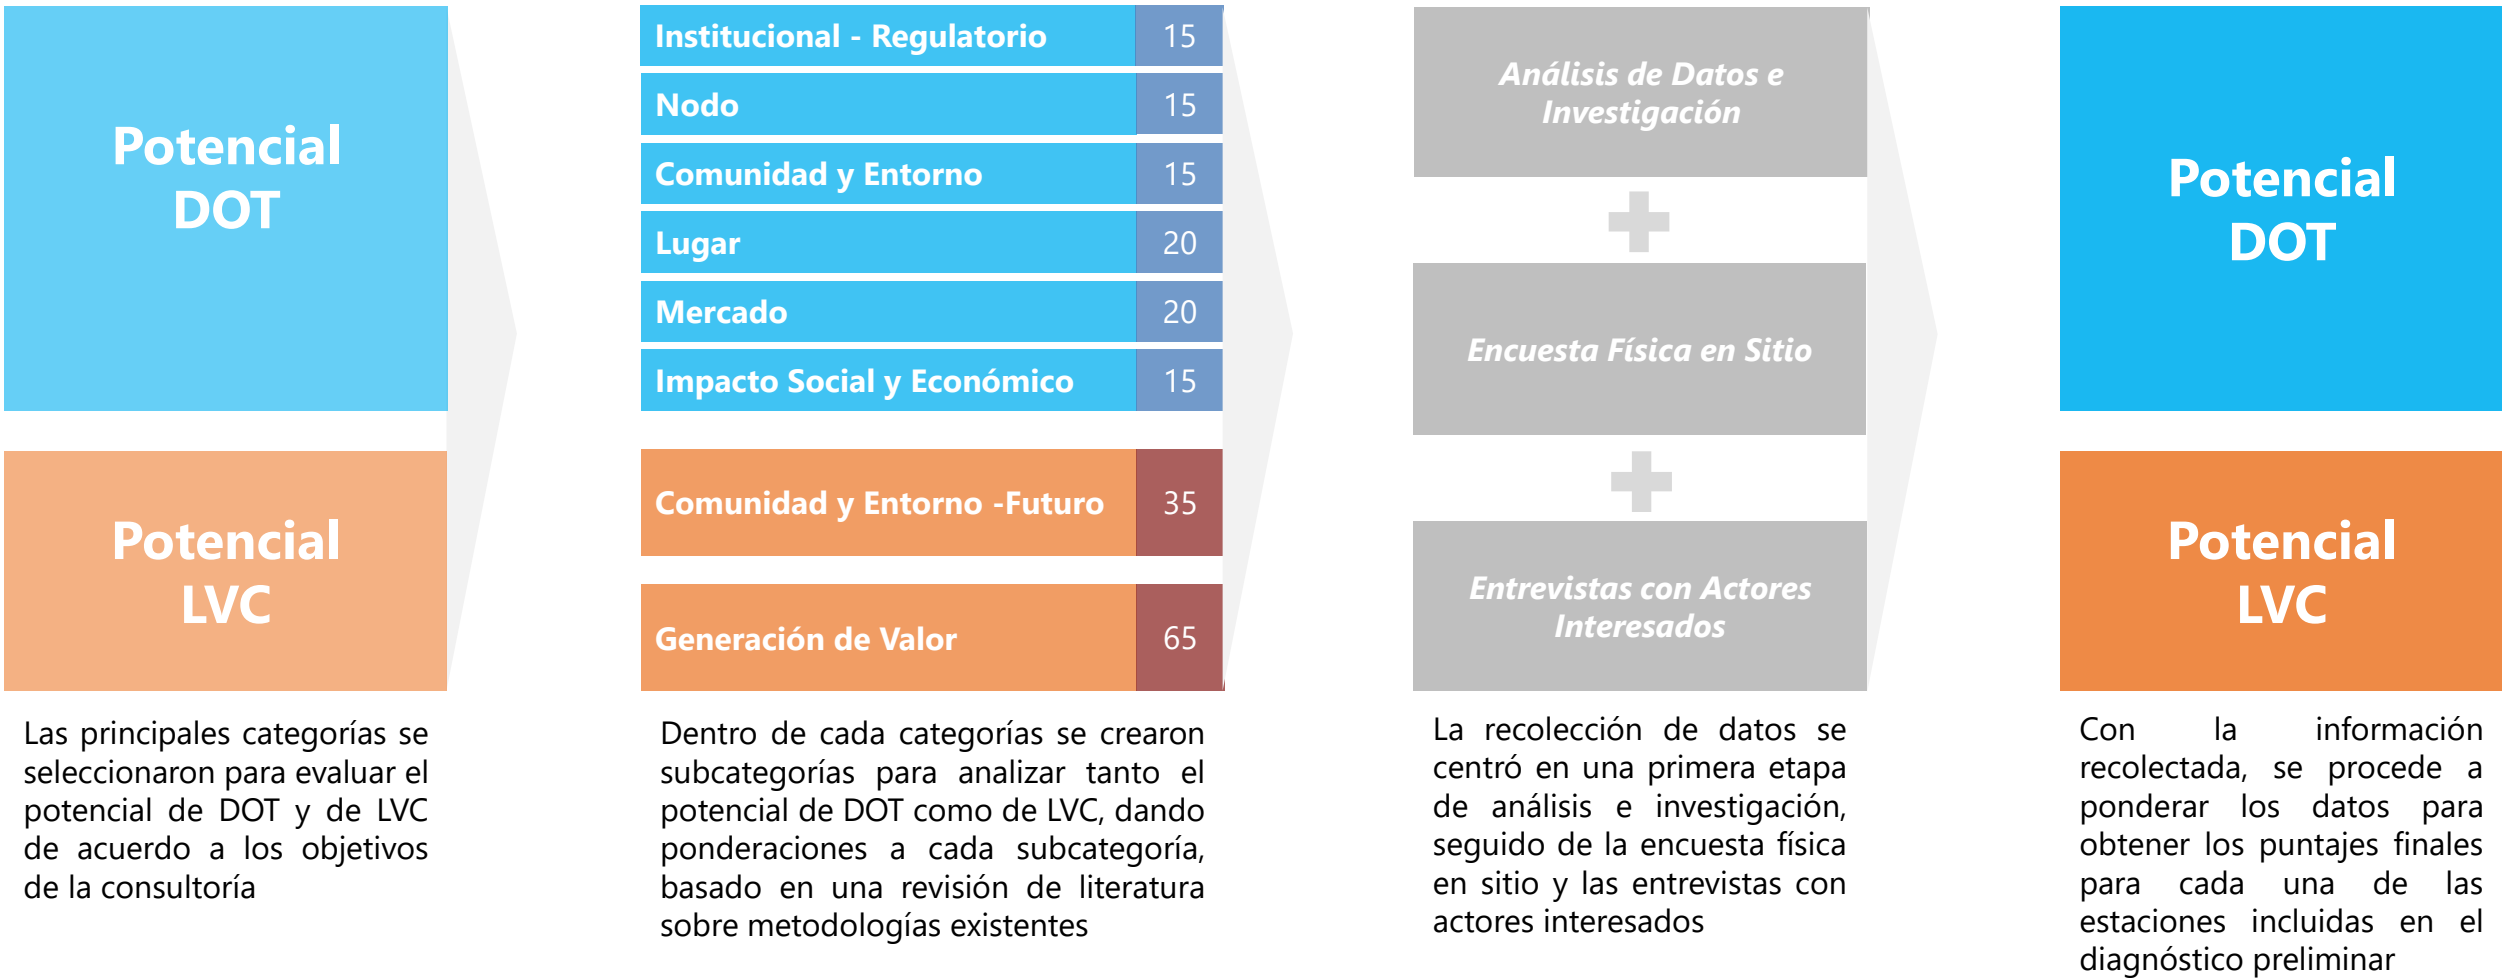 Potencial
DOT
Potencial
LVC
Las principales categorías se
seleccionaron para evaluar el
potencial de DOT y de LVC
de acuerdo a los objetivos
de la consultoría
Institucional - Regulatorio 15
Nodo 15
Comunidad y Entorno 15
Lugar 20
Mercado 20
Impacto Social y Económico 15
Comunidad y Entorno -Futuro 35
Generación de Valor 65
Dentro de cada categorías se crearon
subcategorías para analizar tanto el
potencial de DOT como de LVC, dando
ponderaciones a cada subcategoría,
basado en una revisión de literatura
sobre metodologías existentes
Análisis de Datos e
Investigación
Encuesta Física en Sitio
Entrevistas con Actores
Interesados
La recolección de datos se
centró en una primera etapa
de análisis e investigación,
seguido de la encuesta física
en sitio y las entrevistas con
actores interesados
Potencial
DOT
Potencial
LVC
Con la información
recolectada, se procede a
ponderar los datos para
obtener los puntajes finales
para cada una de las
estaciones incluidas en el
diagnóstico preliminar